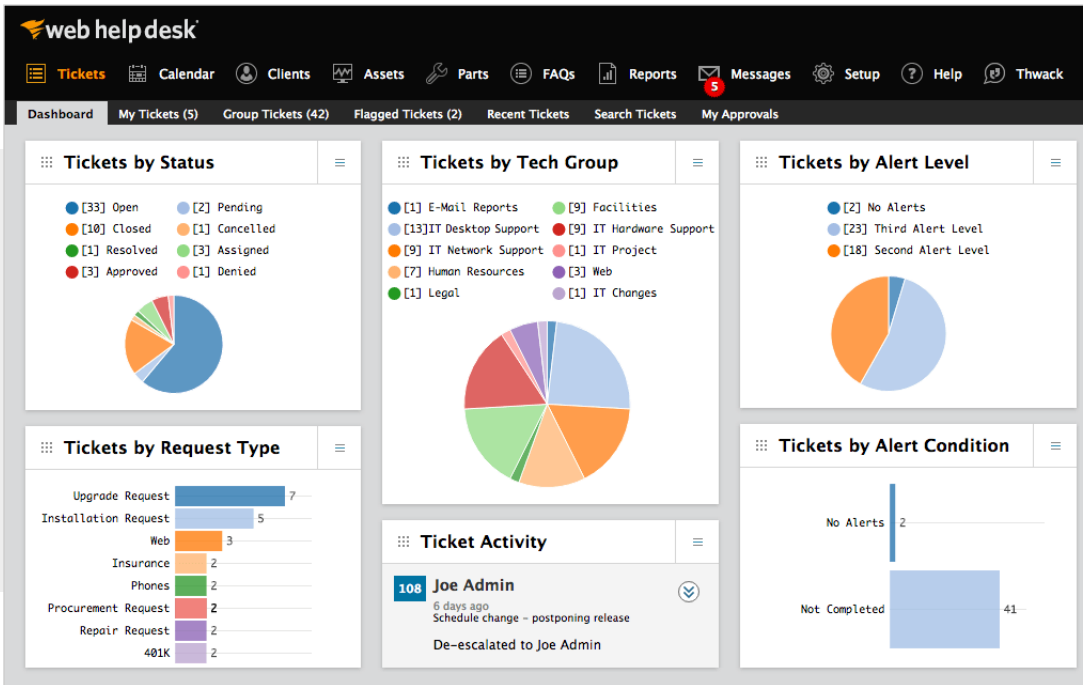 web help desk
Tickets Calendar Clients Assets Parts FAQs Reports Messages Setup Help Thwack
5
Dashboard My Tickets (5) Group Tickets (42) Flagged Tickets (2) Recent Tickets Search Tickets My Approvals
Tickets by Status
[33] Open [2] Pending
[10] Closed [1] Cancelled
[1] Resolved [3] Assigned
[3] Approved [1] Denied
Tickets by Tech Group
[1] E-Mail Reports [9] Facilities
[13]IT Desktop Support [9] IT Hardware Support
[9] IT Network Support [1] IT Project
[7] Human Resources [3] Web
[1] Legal [1] IT Changes
Tickets by Alert Level
[2] No Alerts
[23] Third Alert Level
[18] Second Alert Level
Tickets by Request Type
Upgrade Request 7
Installation Request 5
Web 3
Insurance 2
Phones 2
Procurement Request 2
Repair Request 2
401K 2
Ticket Activity
108 Joe Admin
6 days ago
Schedule change - postponing release
De-escalated to Joe Admin
Tickets by Alert Condition
No Alerts 2
Not Completed 41